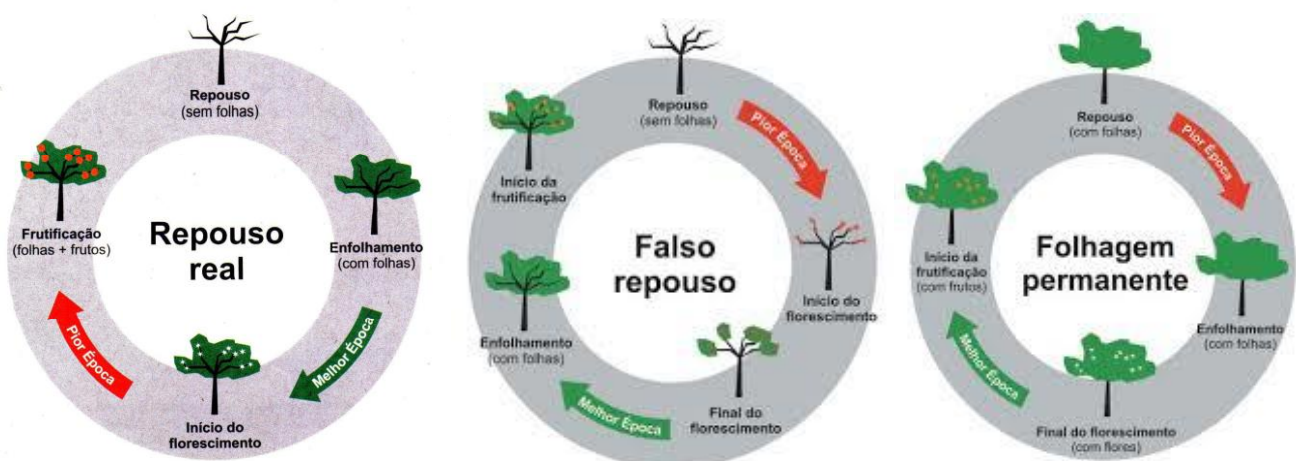 Repouso
(sem folhas)
Enfolhamento
(com folhas)
Melhor Época
Início do
florescimento
Pior Época
Frutificação
(folhas + frutos)
Repouso
real
Repouso
(sem folhas)
Pior Época
Início do
florescimento
Final do
florescimento
Melhor Época
Enfolhamento
(com folhas)
Início da
frutificação
Falso
repouso
Repouso
(com folhas)
Pior Época
Enfolhamento
(com folhas)
Final do florescimento
(com flores)
Melhor Época
Início da
frutificação
(com frutos)
Folhagem
permanente